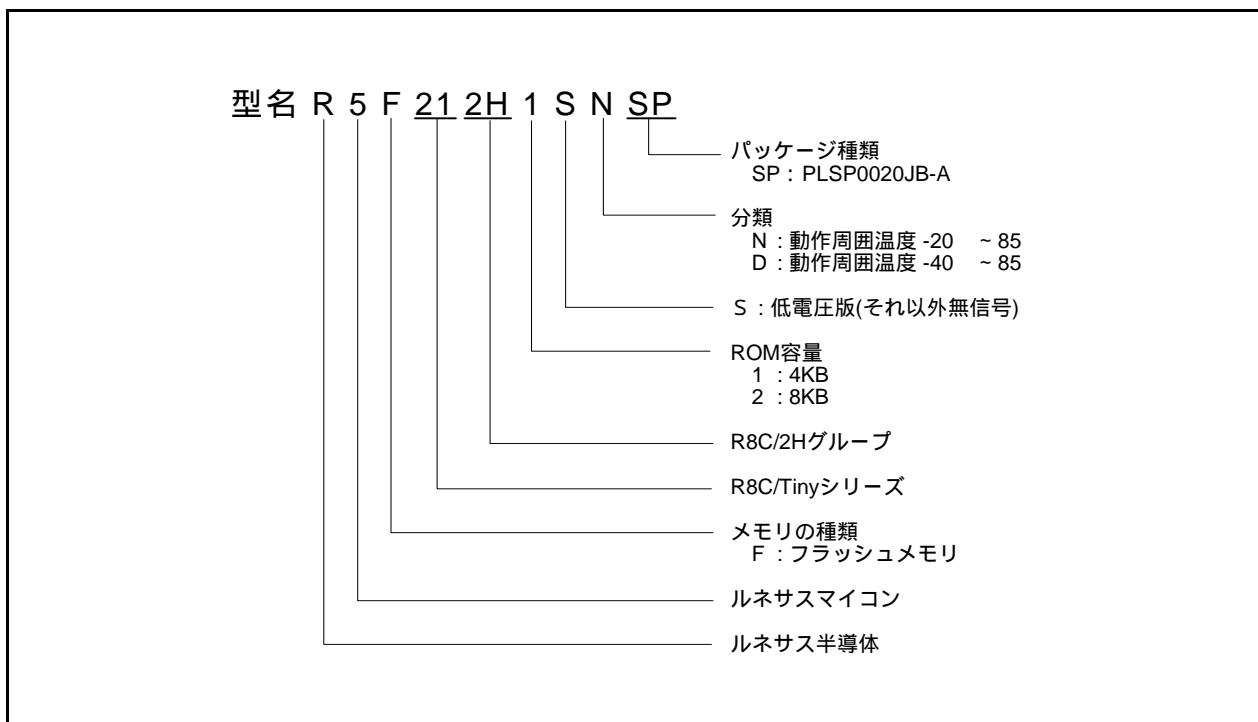 型名 R 5 F 21 2H 1 S N SP
パッケージ種類
SP : PLSP0020JB-A
分類
N : 動作周囲温度 -20 ~ 85
D : 動作周囲温度 -40 ~ 85
S : 低電圧版(それ以外無信号)
ROM容量
1 : 4KB
2 : 8KB
R8C/2Hグループ
R8C/Tinyシリーズ
メモリの種類
F : フラッシュメモリ
ルネサスマイコン
ルネサス半導体